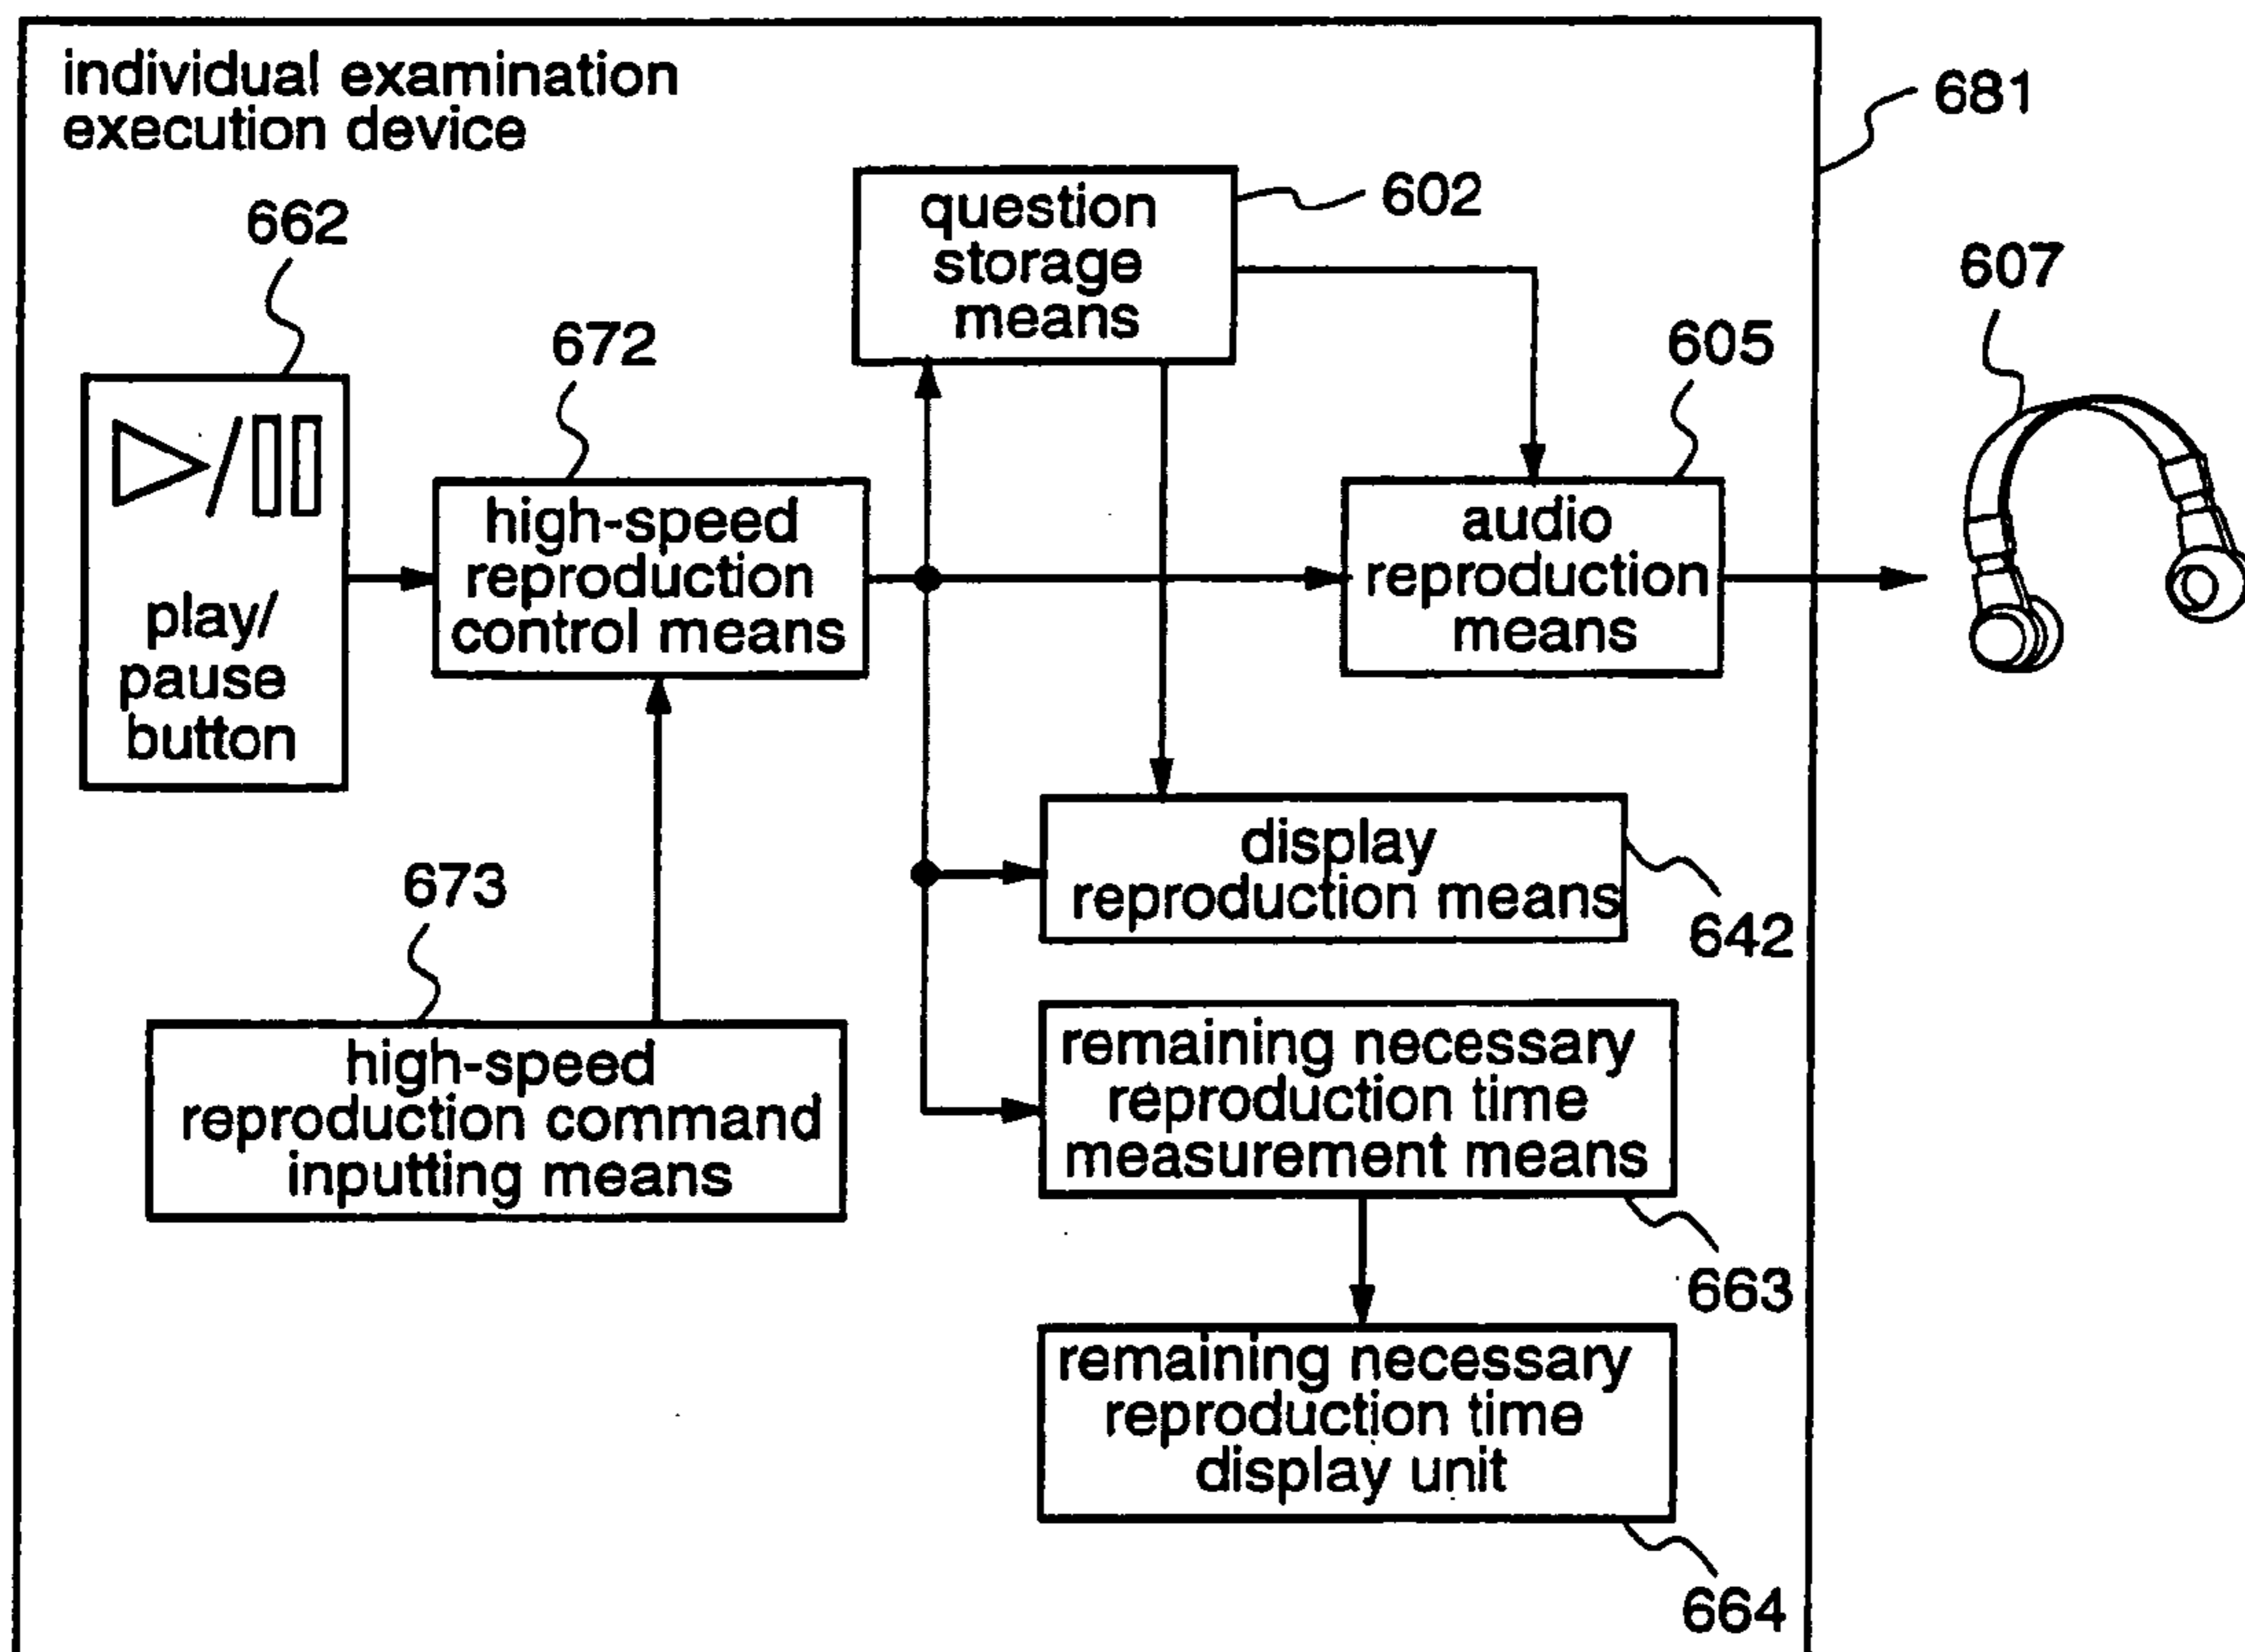 individual examination
execution device
681
662
play/
pause
button
672
high-speed
reproduction
control means
602
question
storage
means
605
audio
reproduction
means
607
673
high-speed
reproduction command
inputting means
display
reproduction means
642
remaining necessary
reproduction time
measurement means
663
remaining necessary
reproduction time
display unit
664